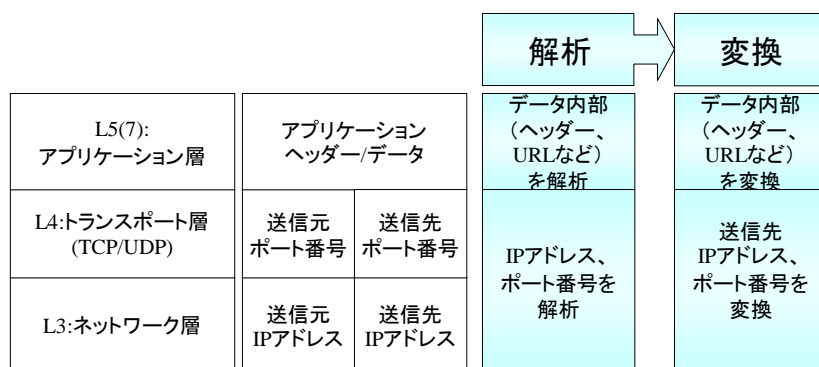 解析
変換
L5(7):
アプリケーション層
アプリケーション
ヘッダー/データ
データ内部
(ヘッダー、
URLなど)
を解析
データ内部
(ヘッダー、
URLなど)
を変換
L4:トランスポート層
(TCP/UDP)
送信元
ポート番号
送信先
ポート番号
IPアドレス、
ポート番号を
解析
送信先
IPアドレス、
ポート番号を
変換
L3:ネットワーク層
送信元
IPアドレス
送信先
IPアドレス